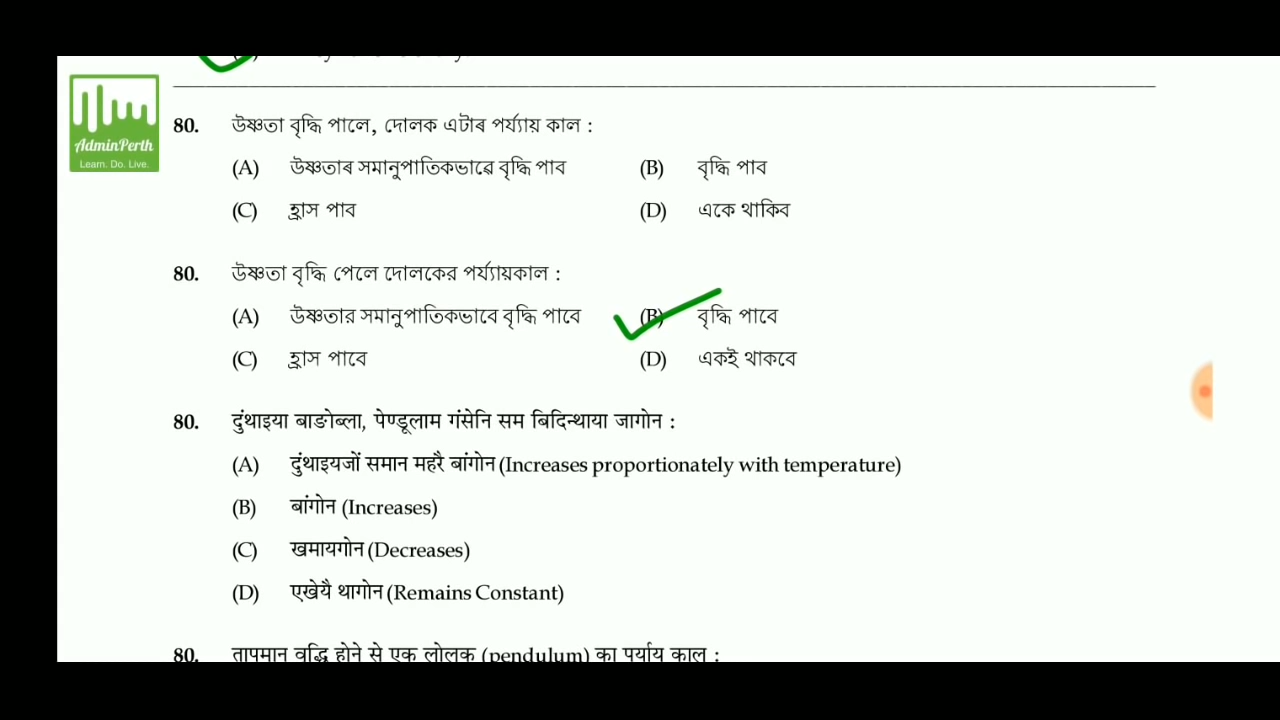 AdminPerth
Learn. Do. Live.
80. উষ্ণতা বৃদ্ধি পালে, দোলক এটাৰ পৰ্য্যায় কাল :
(A) উষ্ণতাৰ সমানুপাতিকভাৱে বৃদ্ধি পাব (B) বৃদ্ধি পাব
(C) হ্ৰাস পাব (D) একে থাকিব
80. উষ্ণতা বৃদ্ধি পেলে দোলকের পর্য্যায়কাল :
(A) উষ্ণতার সমানুপাতিকভাবে বৃদ্ধি পাবে (B) বৃদ্ধি পাবে
(C) হ্রাস পাবে (D) একই থাকবে
80. दुंथाइया बाङोब्ला, पेण्डूलाम गंसेनि सम बिदिन्थाया जागोन :
(A) दुंथाइयजों समान महरै बांगोन (Increases proportionately with temperature)
(B) बांगोन (Increases)
(C) खमायगोन (Decreases)
(D) एखेयै थागोन (Remains Constant)
80. तापमान वृद्धि होने से एक लोलक (pendulum) का पर्याय काल :